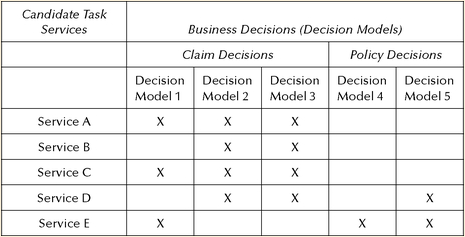 Candidate Task Services
Business Decisions (Decision Models)
Claim Decisions
Policy Decisions
Decision Model 1
Decision Model 2
Decision Model 3
Decision Model 4
Decision Model 5
Service A X X X
Service B X X
Service C X X X
Service D X X X
Service E X X X